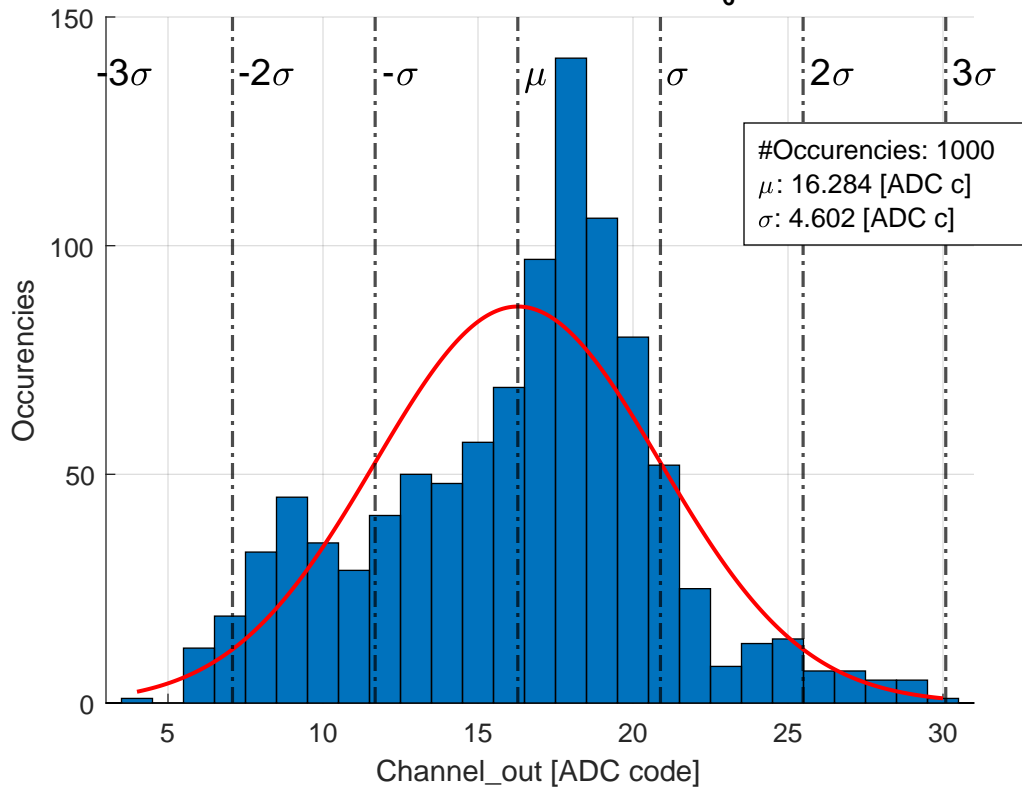 150
-3σ -2σ -σ μ σ 2σ 3σ
#Occurencies: 1000
μ: 16.284 [ADC c]
σ: 4.602 [ADC c]
100
Occurencies
50
0
5 10 15 20 25 30
Channel_out [ADC code]